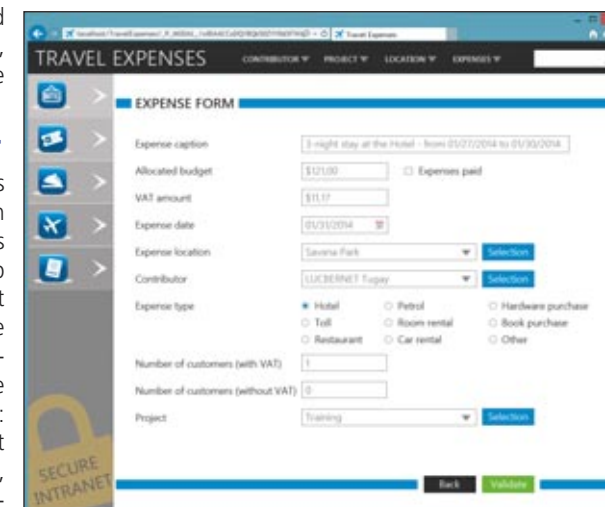 Travel Expenses
TRAVEL EXPENSES CONTRIBUTOR PROJECT LOCATION EXPENSES
EXPENSE FORM
Expense caption 3-night stay at the Hotel - from 01/27/2014 to 01/30/2014
Allocated budget $121.00 Expenses paid
VAT amount $11.17
Expense date 01/31/2014
Expense location Savana Park Selection
Contributor Tugay Selection
Expense type Hotel Petrol Hardware purchase
Toll Room rental Book purchase
Restaurant Car rental Other
Number of customers (with VAT) 1
Number of customers (without VAT) 0
Project Training Selection
SECURE
INTRANET
Back Validate